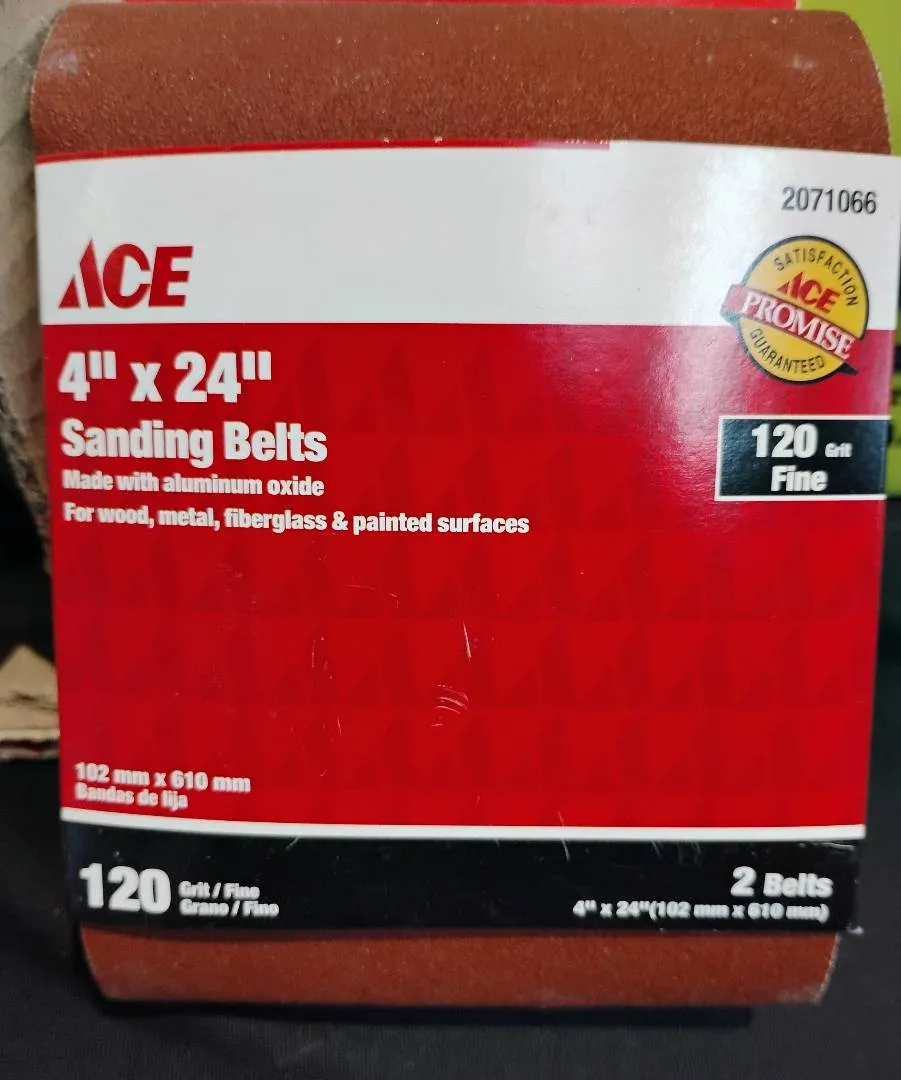 2071066
ACE
SATISFACTION
ACE
PROMISE
GUARANTEED
4" x 24"
Sanding Belts
Made with aluminum oxide
For wood, metal, fiberglass & painted surfaces
120 Grit
Fine
102 mm x 610 mm
Bandas de lija
120 Grit / Fine
Grano / Fino
2 Belts
4" x 24"(102 mm x 610 mm)